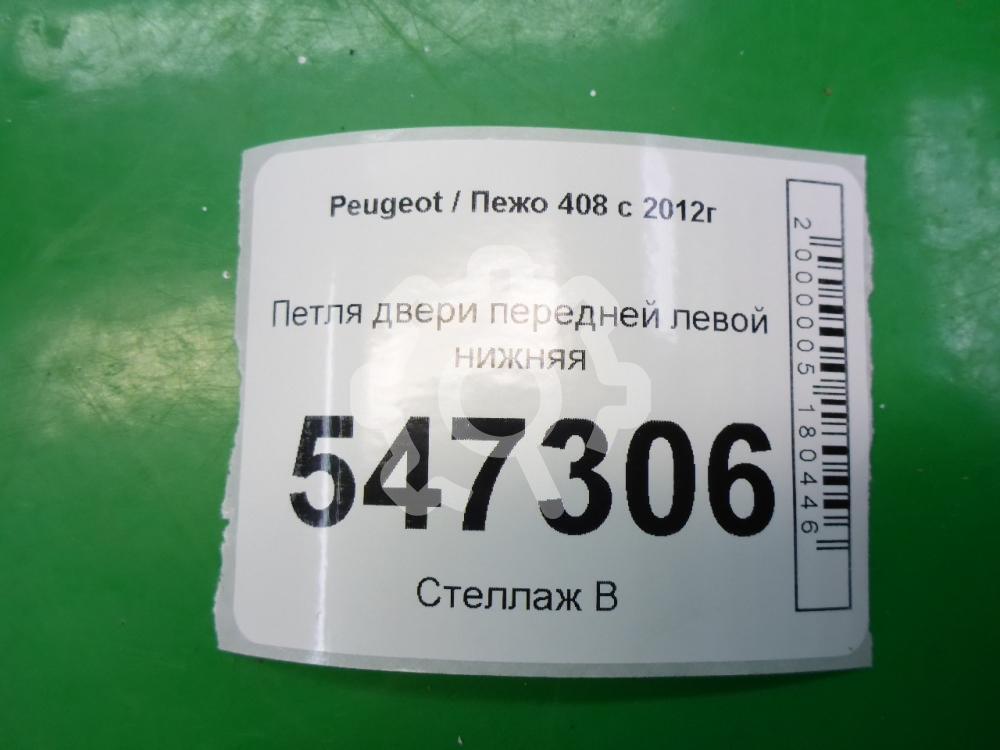 Peugeot / Пежо 408 с 2012г
Петля двери передней левой
нижняя
547306
Стеллаж В
2000005180446